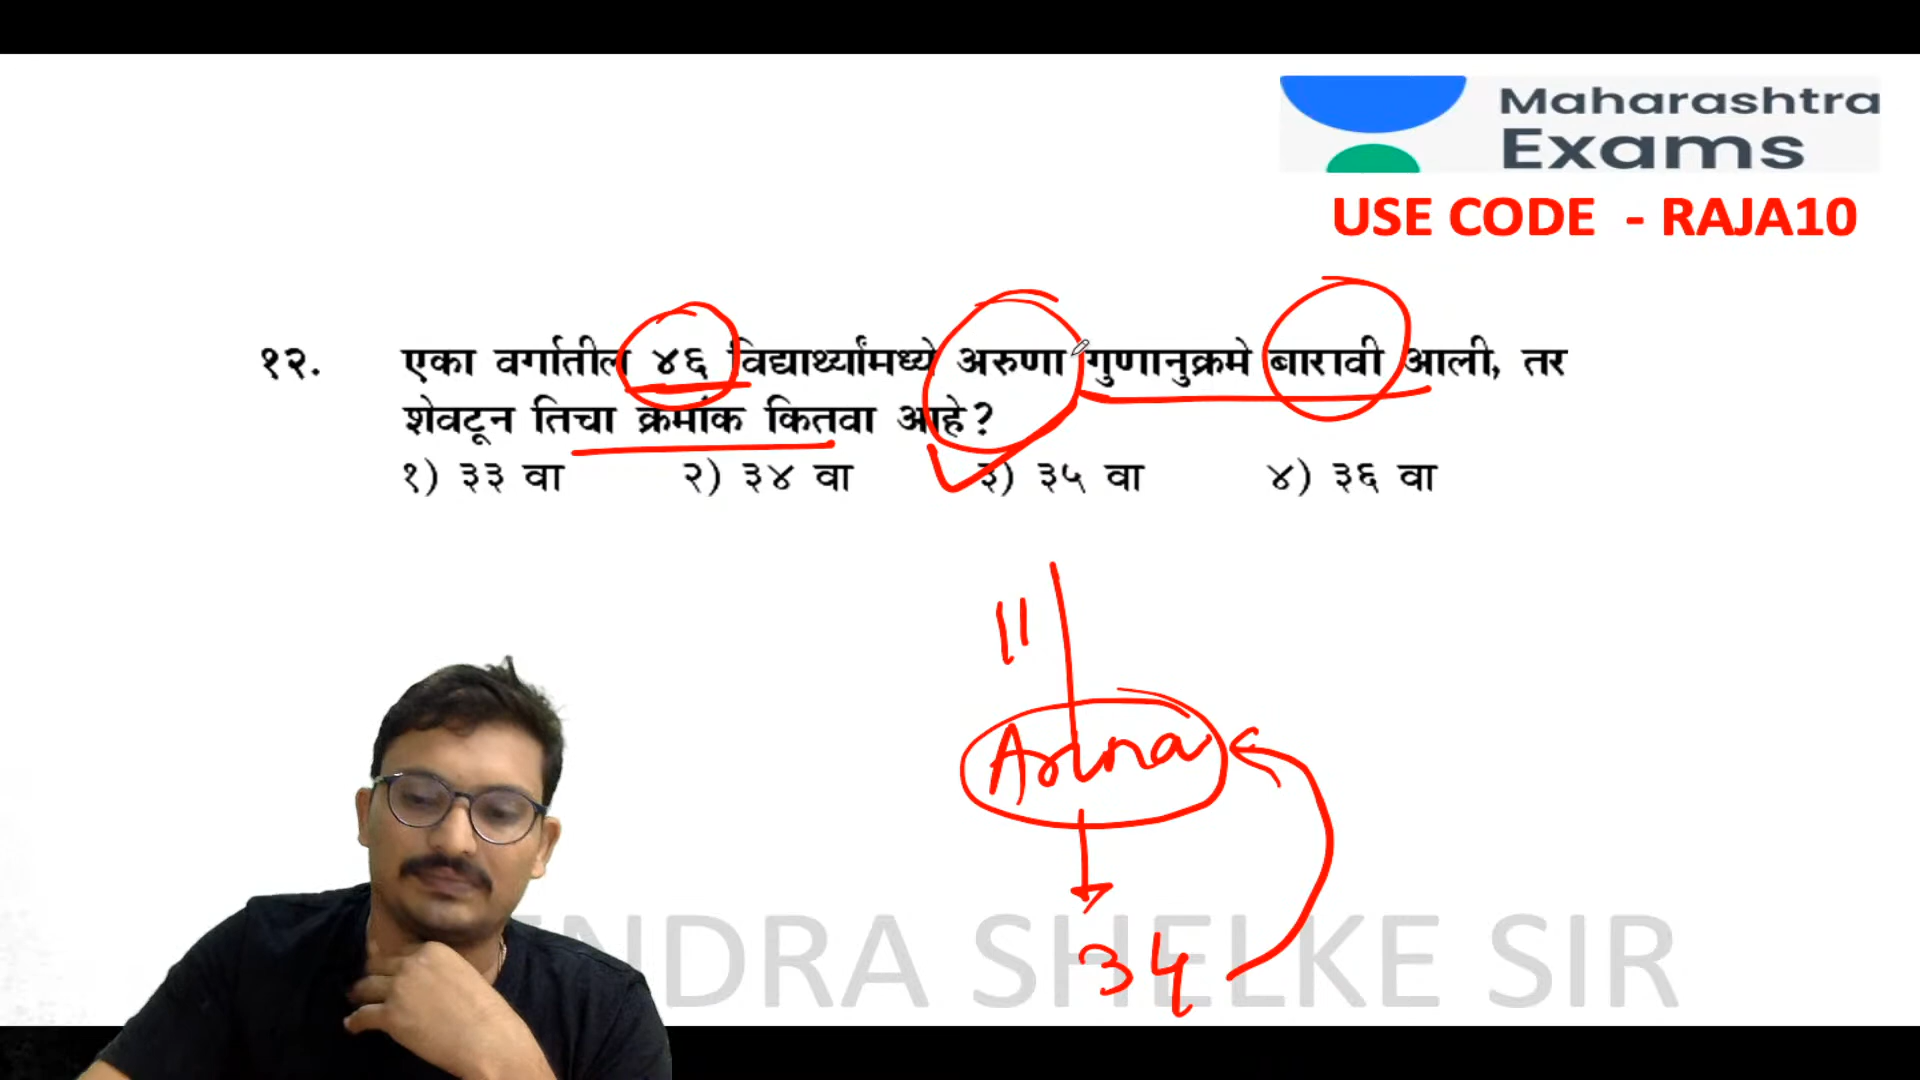 Maharashtra
Exams
USE CODE - RAJA10
१२. एका वर्गातील ४६ विद्यार्थ्यांमध्ये अरुणा गुणानुक्रमे बारावी आली, तर
शेवटून तिचा क्रमांक कितवा आहे?
१) ३३ वा २) ३४ वा ३) ३५ वा ४) ३६ वा
11
Aruna
३५
NDRA SHELKE SIR